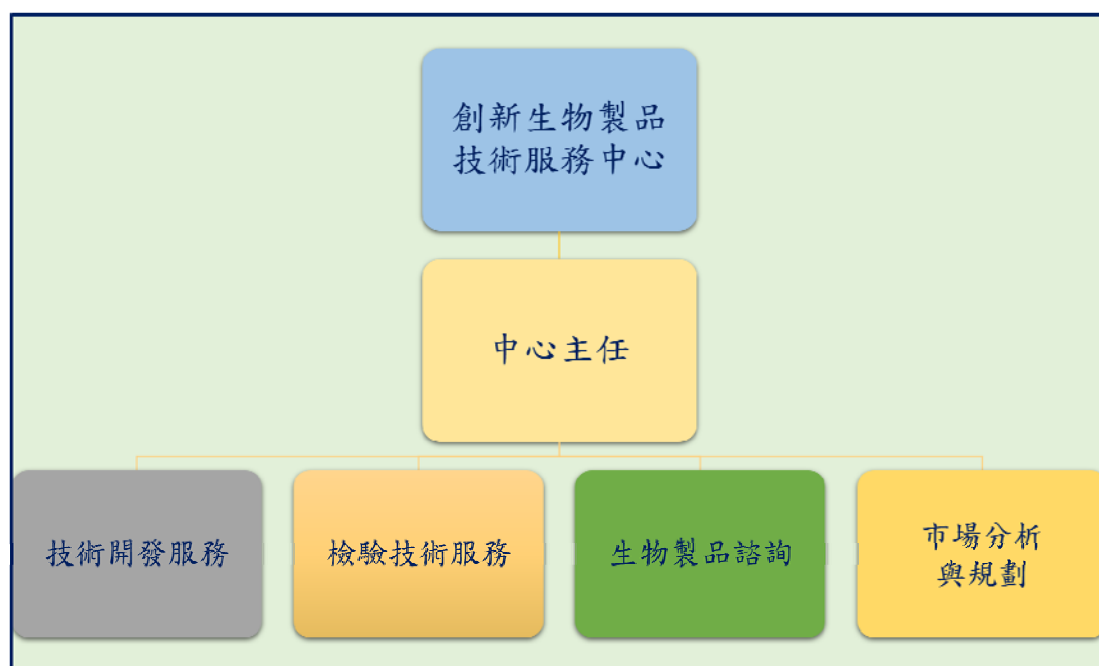 創新生物製品
技術服務中心
中心主任
技術開發服務
檢驗技術服務
生物製品諮詢
市場分析
與規劃